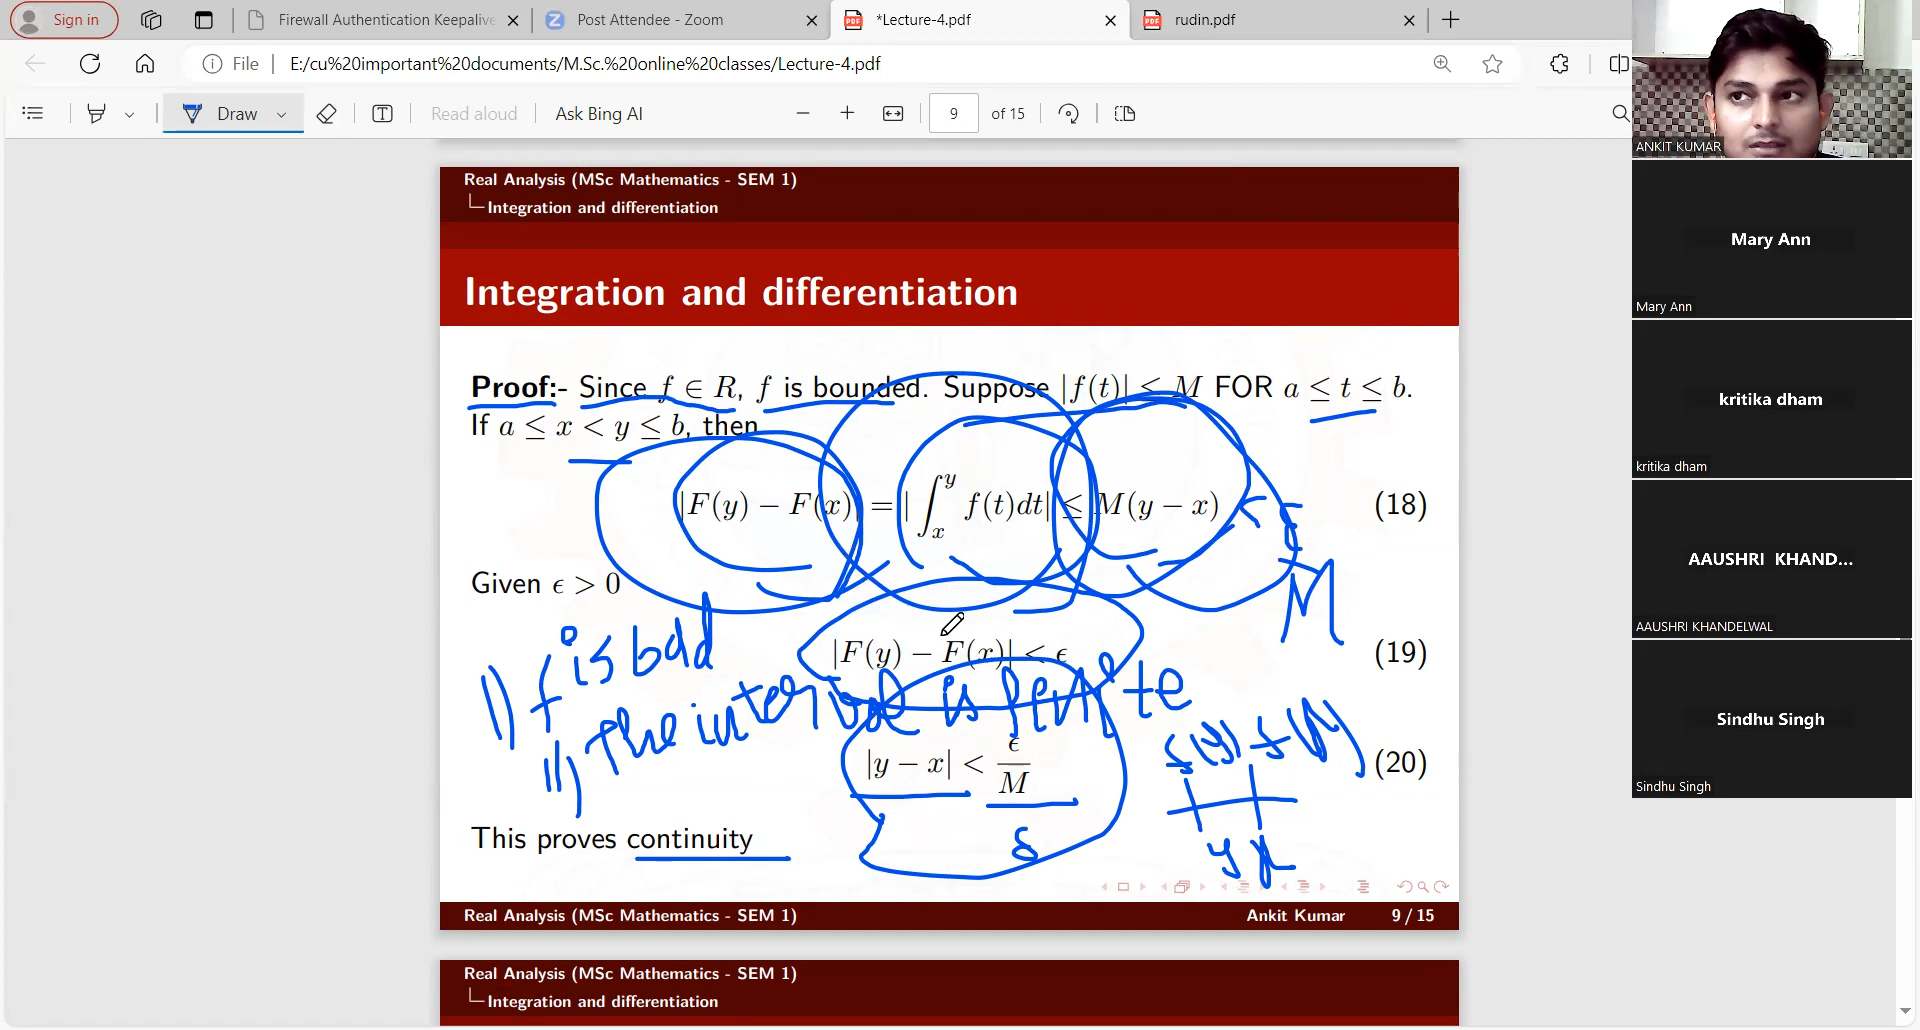 Sign in
Firewall Authentication Keepalive
Post Attendee - Zoom
*Lecture-4.pdf
rudin.pdf
File
E:/cu%20important%20documents/M.Sc.%20online%20classes/Lecture-4.pdf
Draw
Read aloud
Ask Bing AI
9
of 15
Real Analysis (MSc Mathematics - SEM 1)
Integration and differentiation
Integration and differentiation
Proof:- Since f ∈ R, f is bounded. Suppose |f(t)| ≤ M FOR a ≤ t ≤ b.
If a ≤ x < y ≤ b, then
|F(y) − F(x)| = | ∫_x^y f(t)dt| ≤ M(y − x) (18)
< ϵ/M
Given ϵ > 0
i) f is bdd
|F(y) − F(x)| < ϵ (19)
ii) the interval is finite
|y − x| < ϵ/M (20)
δ
y x
This proves continuity
Real Analysis (MSc Mathematics - SEM 1)
Ankit Kumar
9 / 15
Real Analysis (MSc Mathematics - SEM 1)
Integration and differentiation
ANKIT KUMAR
Mary Ann
Mary Ann
kritika dham
kritika dham
AAUSHRI KHAND...
AAUSHRI KHANDELWAL
Sindhu Singh
Sindhu Singh